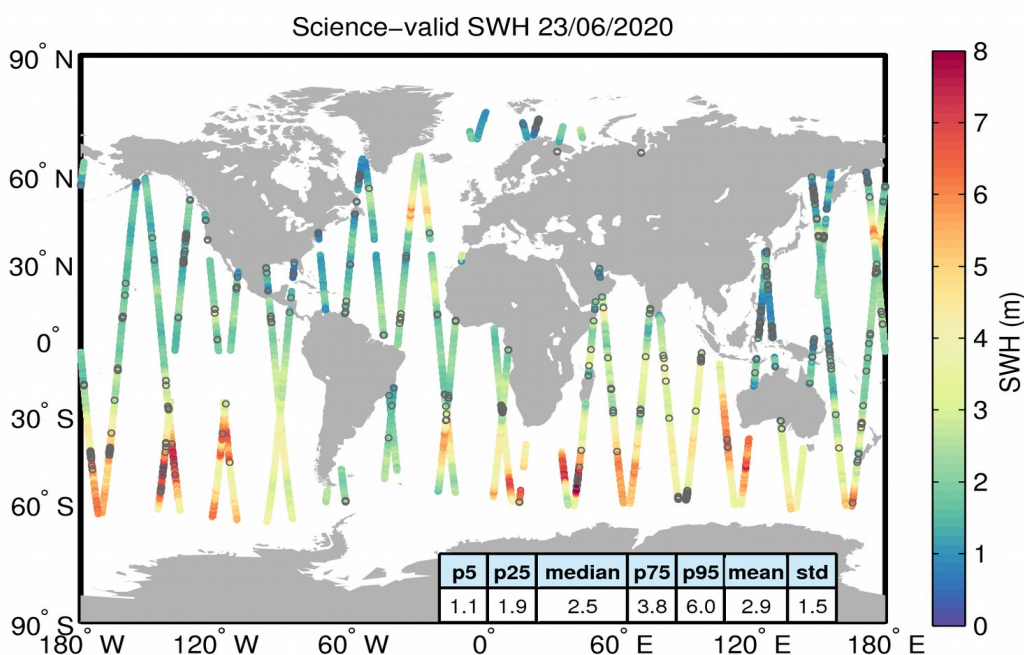 Science−valid SWH 23/06/2020
90° N
60° N
30° N
0°
30° S
60° S
90° S
180° W
120° W
60° W
0°
60° E
120° E
180° E
p5 p25 median p75 p95 mean std
1.1 1.9 2.5 3.8 6.0 2.9 1.5
8
7
6
5
4
3
2
1
0
SWH (m)